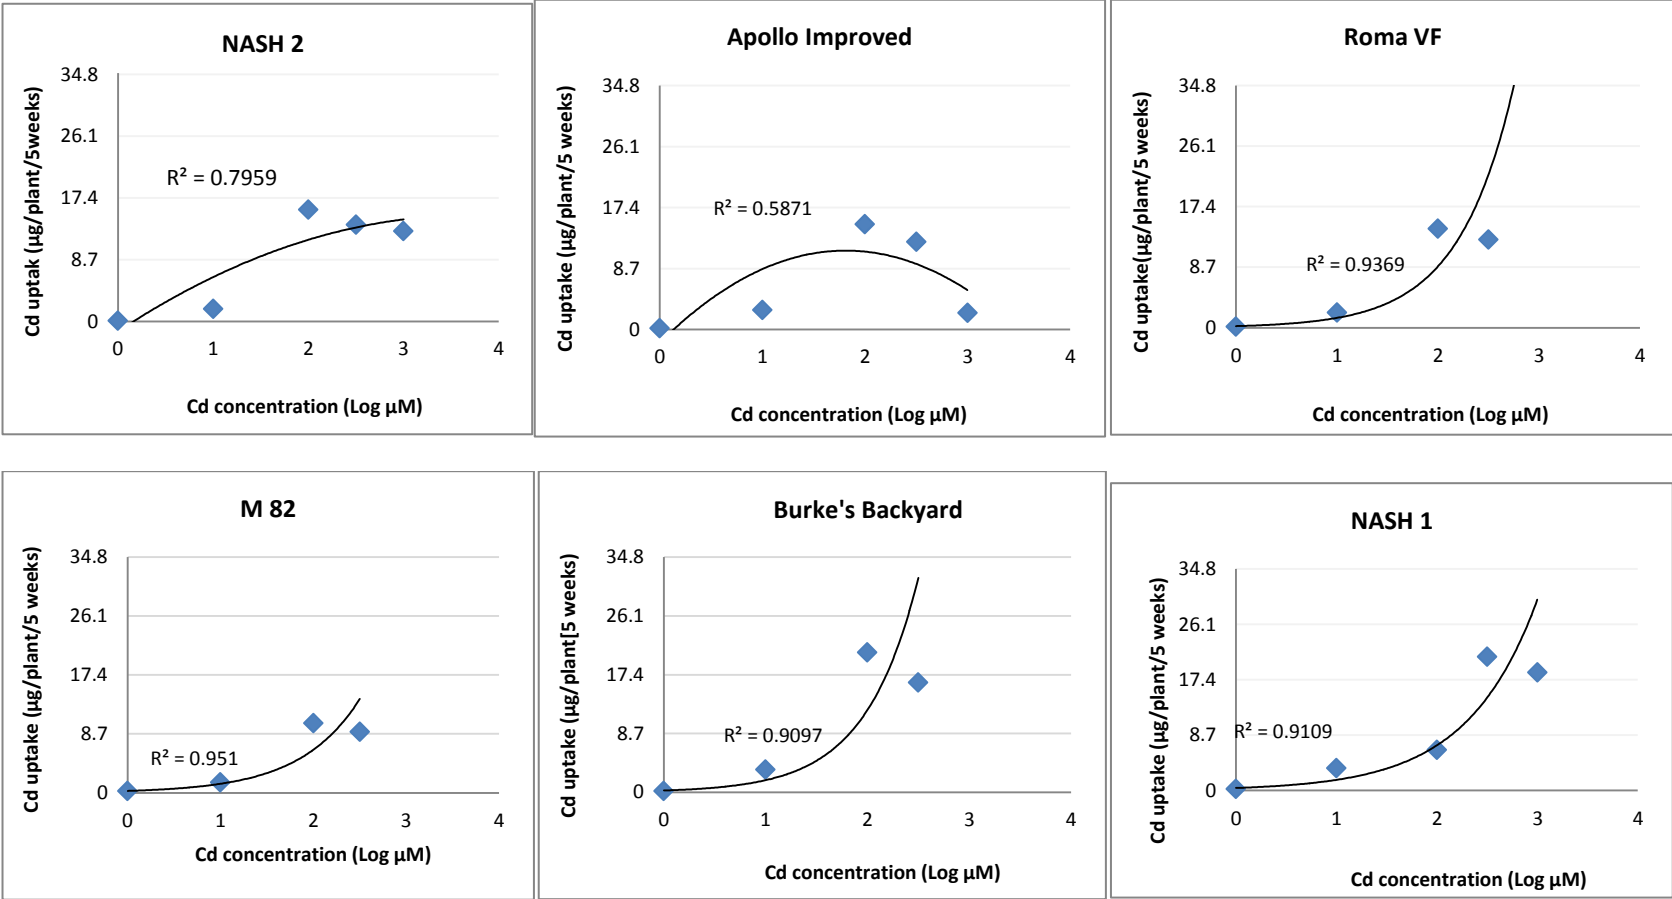 NASH 2
Cd uptak (µg/plant/5weeks)
34.8
26.1
17.4
8.7
0
R² = 0.7959
0 1 2 3 4
Cd concentration (Log µM)
Apollo Improved
Cd uptake (µg/plant/5 weeks)
34.8
26.1
17.4
8.7
0
R² = 0.5871
0 1 2 3 4
Cd concentration (Log µM)
Roma VF
Cd uptake(µg/plant/5 weeks)
34.8
26.1
17.4
8.7
0
R² = 0.9369
0 1 2 3 4
Cd concentration (Log µM)
M 82
Cd uptake (µg/plant/5 weeks)
34.8
26.1
17.4
8.7
0
R² = 0.951
0 1 2 3 4
Cd concentration (Log µM)
Burke's Backyard
Cd uptake (µg/plant[5 weeks)
34.8
26.1
17.4
8.7
0
R² = 0.9097
0 1 2 3 4
Cd concentration (Log µM)
NASH 1
Cd uptake (µg/plant/5 weeks)
34.8
26.1
17.4
8.7
0
R² = 0.9109
0 1 2 3 4
Cd concentration (Log µM)